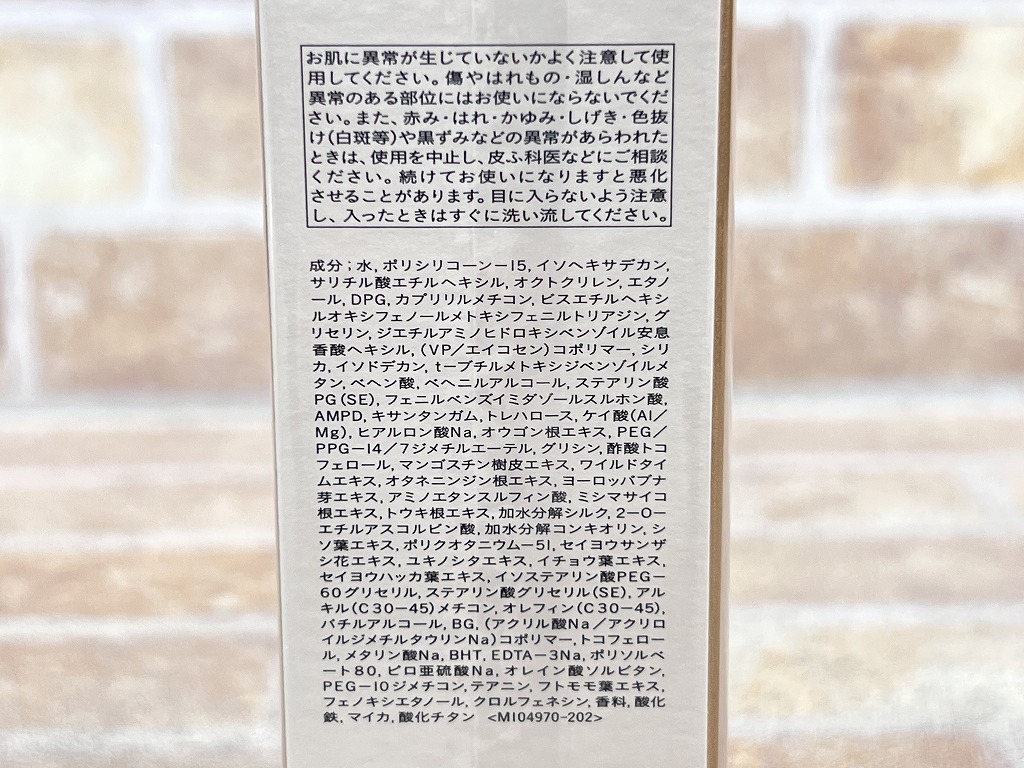 お肌に異常が生じていないかよく注意して使
用してください。傷やはれもの・湿しんなど
異常のある部位にはお使いにならないでくだ
さい。また、赤み・はれ・かゆみ・しげき・色抜
け(白斑等)や黒ずみなどの異常があらわれた
ときは、使用を中止し、皮ふ科医などにご相談
ください。続けてお使いになりますと悪化
させることがあります。目に入らないよう注意
し、入ったときはすぐに洗い流してください。
成分;水, ポリシリコーン−15, イソヘキサデカン,
サリチル酸エチルヘキシル, オクトクリレン, エタノ
ール, DPG, カプリリルメチコン, ビスエチルヘキシ
ルオキシフェノールメトキシフェニルトリアジン, グ
リセリン, ジエチルアミノヒドロキシベンゾイル安息
香酸ヘキシル, (VP/エイコセン)コポリマー, シリ
カ, イソドデカン, t−ブチルメトキシジベンゾイルメ
タン, ベヘン酸, ベヘニルアルコール, ステアリン酸
PG(SE), フェニルベンズイミダゾールスルホン酸,
AMPD, キサンタンガム, トレハロース, ケイ酸(Al/
Mg), ヒアルロン酸Na, オウゴン根エキス, PEG/
PPG−14/7ジメチルエーテル, グリシン, 酢酸トコ
フェロール, マンゴスチン樹皮エキス, ワイルドタイ
ムエキス, オタネニンジン根エキス, ヨーロッパブナ
芽エキス, アミノエタンスルフィン酸, ミシマサイコ
根エキス, トウキ根エキス, 加水分解シルク, 2−O−
エチルアスコルビン酸, 加水分解コンキオリン, シ
ソ葉エキス, ポリクオタニウム−51, セイヨウサンザ
シ花エキス, ユキノシタエキス, イチョウ葉エキス,
セイヨウハッカ葉エキス, イソステアリン酸PEG−
60グリセリル, ステアリン酸グリセリル(SE), アル
キル(C30−45)メチコン, オレフィン(C30−45),
バチルアルコール, BG, (アクリル酸Na/アクリロ
イルジメチルタウリンNa)コポリマー, トコフェロー
ル, メタリン酸Na, BHT, EDTA−3Na, ポリソルベ
ート80, ピロ亜硫酸Na, オレイン酸ソルビタン,
PEG−10ジメチコン, テアニン, フトモモ葉エキス,
フェノキシエタノール, クロルフェネシン, 香料, 酸化
鉄, マイカ, 酸化チタン <MI04970-202>